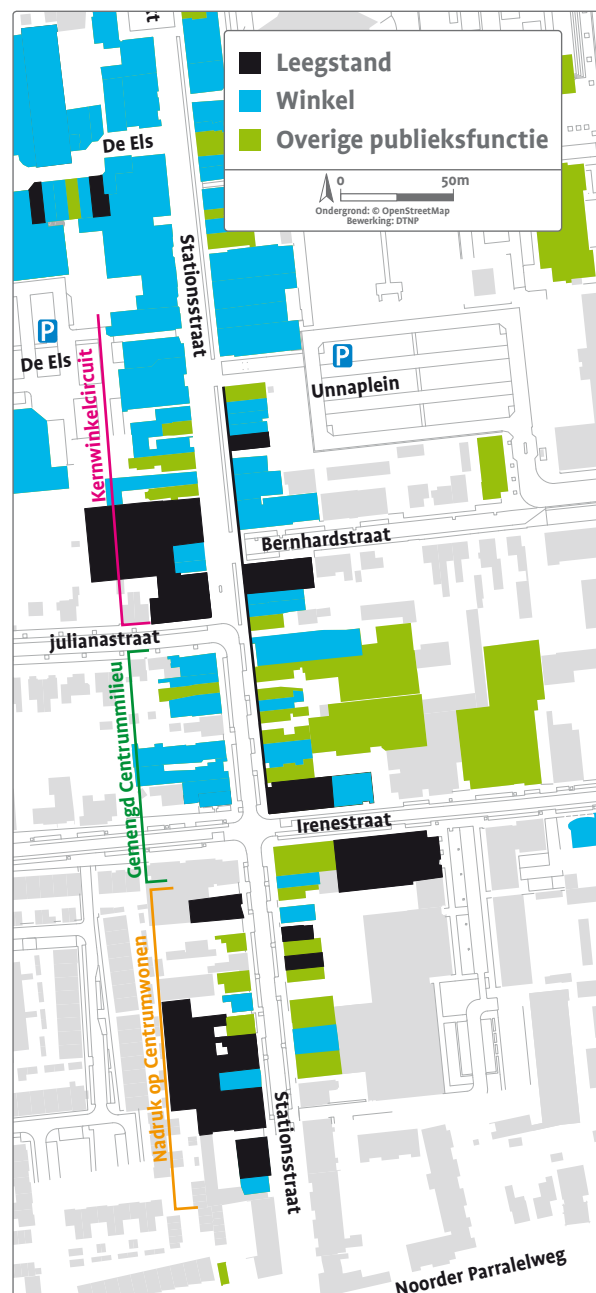 Leegstand
Winkel
Overige publieksfunctie
0 50m
Ondergrond: © OpenStreetMap
Bewerking: DTNP
De Els
Stationsstraat
P
De Els
P
Unnaplein
Kernwinkelcircuit
Bernhardstraat
julianastraat
Gemengd Centrummilieu
Irenestraat
Nadruk op Centrumwonen
Stationsstraat
Noorder Parralelweg